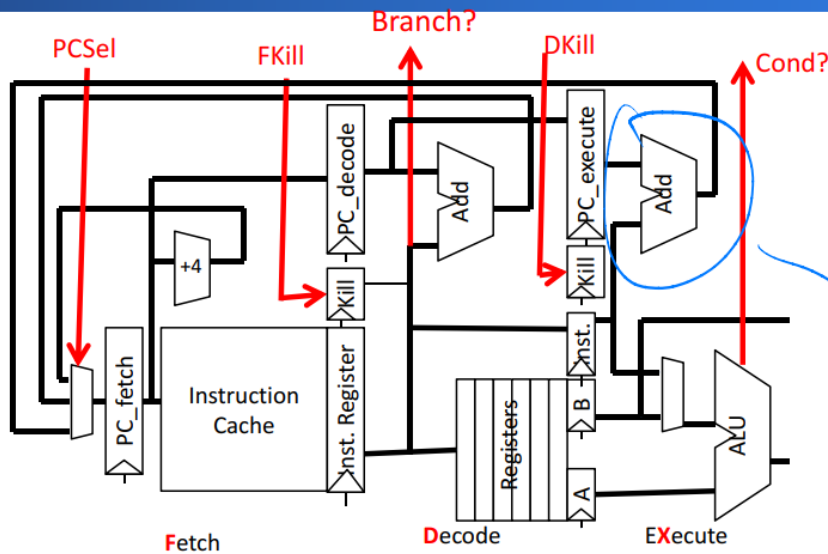 Branch?
PCSel
FKill
DKill
Cond?
PC_decode
Add
PC_execute
Add
+4
Kill
Kill
PC_fetch
Instruction
Cache
Inst. Register
Registers
Inst.
B
A
ALU
Fetch
Decode
EXecute